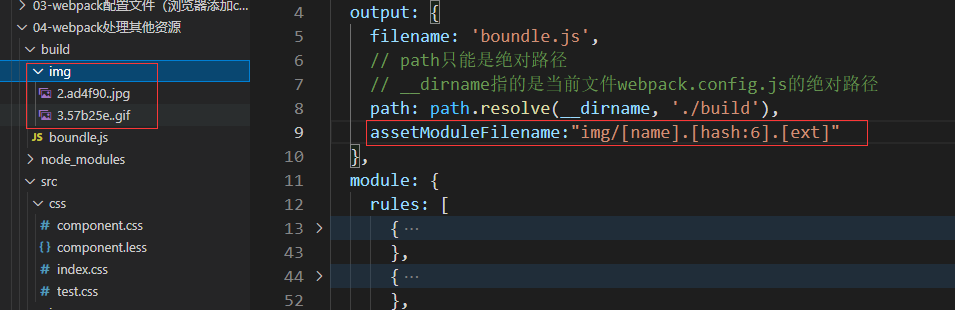 03-webpack配置文件（浏览器添加c...
04-webpack处理其他资源
build
img
2.ad4f90..jpg
3.57b25e..gif
JS boundle.js
node_modules
src
css
# component.css
{} component.less
# index.css
# test.css
4 output: {
5 filename: 'boundle.js',
6 // path只能是绝对路径
7 // __dirname指的是当前文件webpack.config.js的绝对路径
8 path: path.resolve(__dirname, './build'),
9 assetModuleFilename:"img/[name].[hash:6].[ext]"
10 },
11 module: {
12 rules: [
13 { ...
43 },
44 { ...
52 },